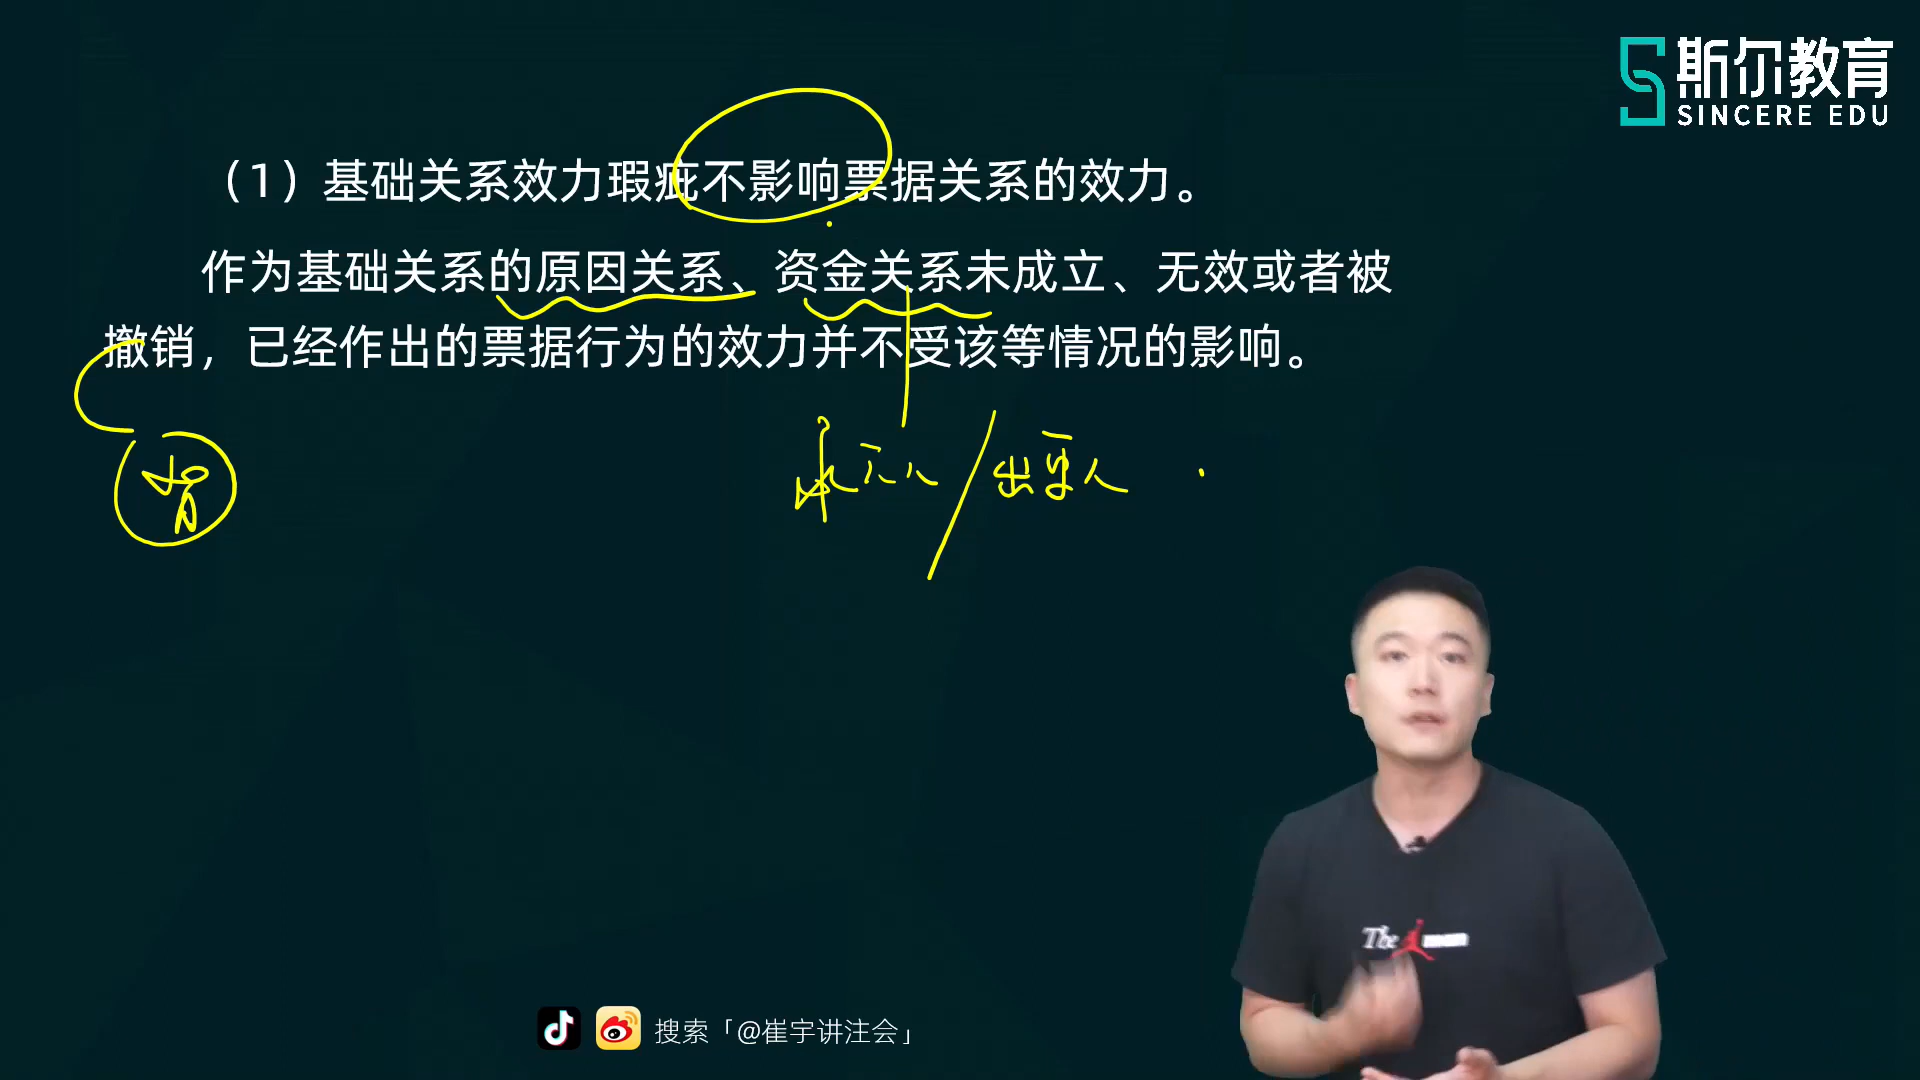 斯尔教育
SINCERE EDU
（1）基础关系效力瑕疵不影响票据关系的效力。
作为基础关系的原因关系、资金关系未成立、无效或者被
撤销，已经作出的票据行为的效力并不受该等情况的影响。
出票人
The
搜索「@崔宇讲注会」